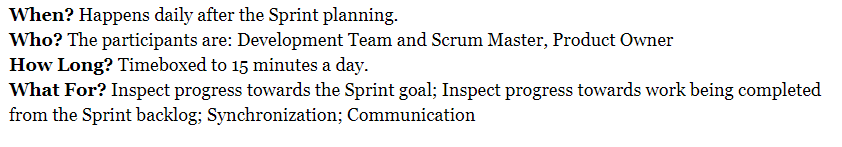 When? Happens daily after the Sprint planning.
Who? The participants are: Development Team and Scrum Master, Product Owner
How Long? Timeboxed to 15 minutes a day.
What For? Inspect progress towards the Sprint goal; Inspect progress towards work being completed
from the Sprint backlog; Synchronization; Communication